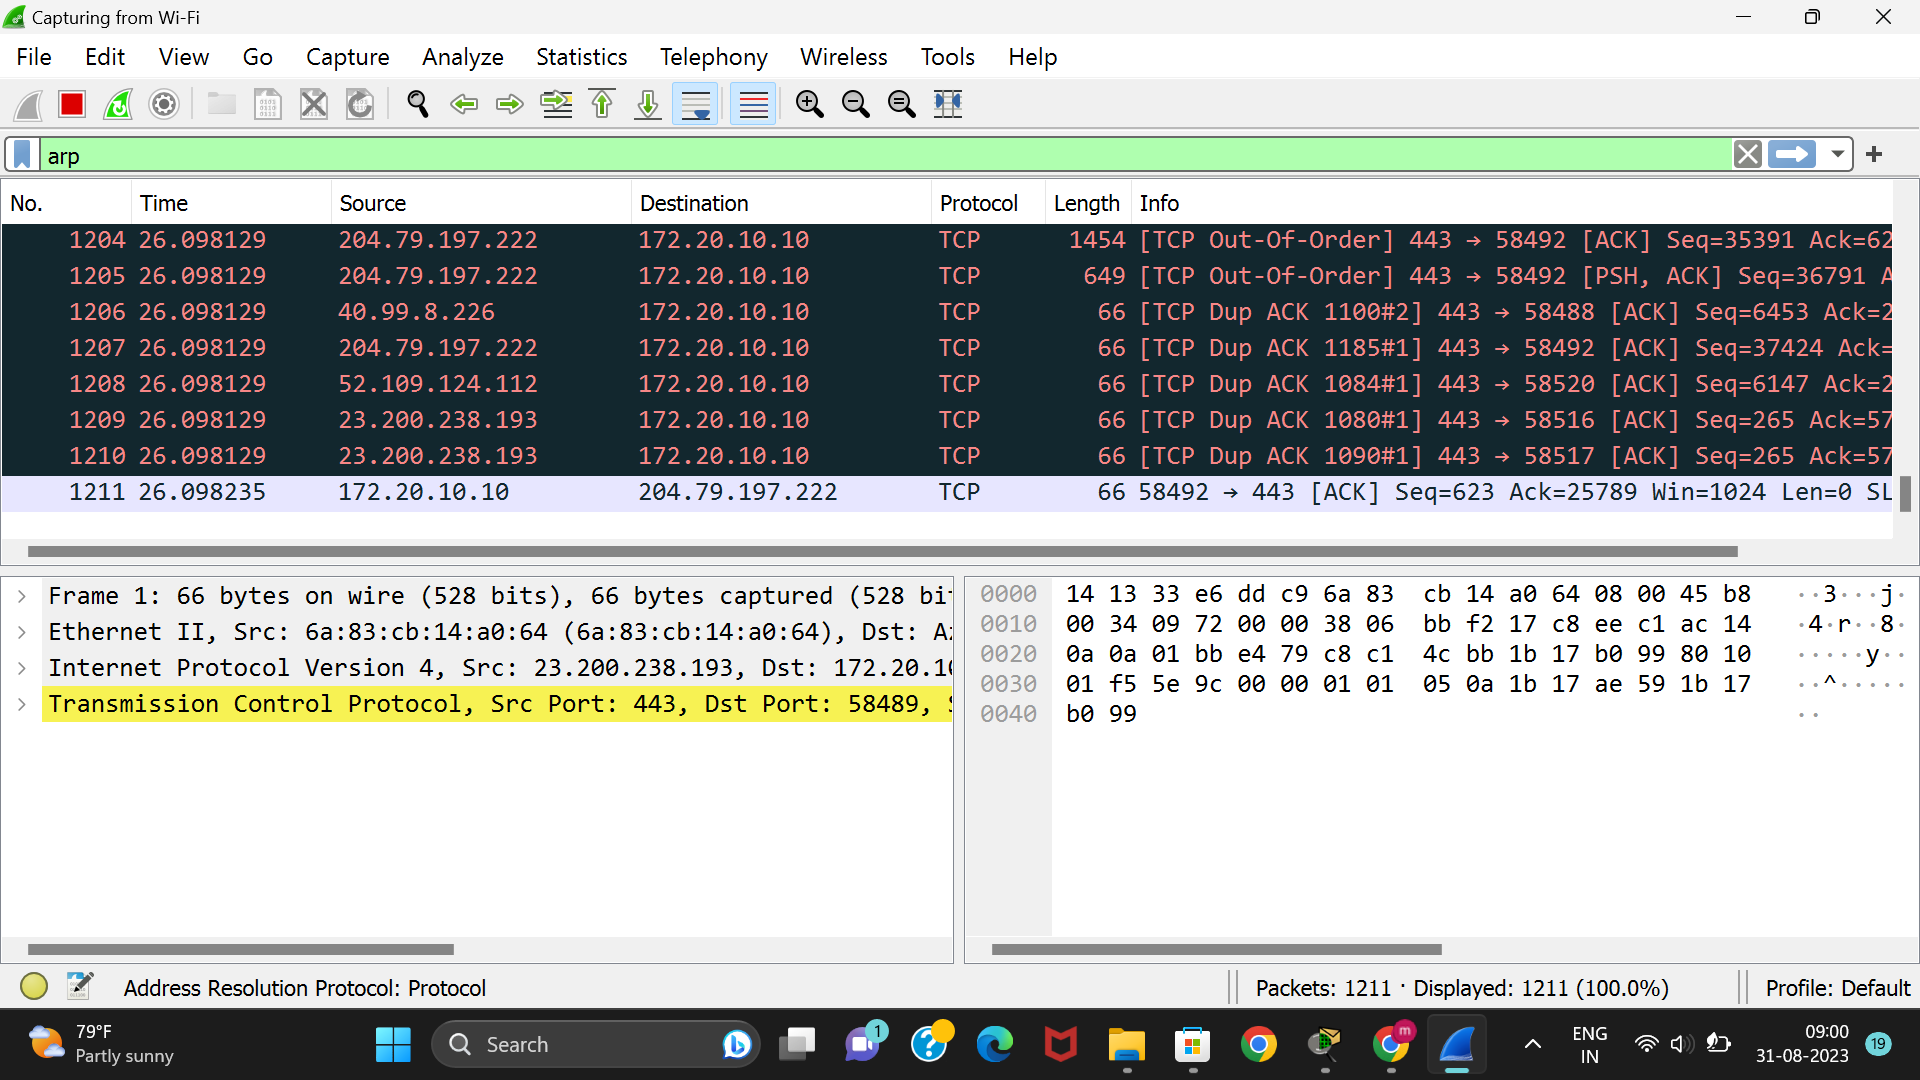 Capturing from Wi-Fi
File Edit View Go Capture Analyze Statistics Telephony Wireless Tools Help
arp
No. Time Source Destination Protocol Length Info
1204 26.098129 204.79.197.222 172.20.10.10 TCP 1454 [TCP Out-Of-Order] 443 → 58492 [ACK] Seq=35391 Ack=62
1205 26.098129 204.79.197.222 172.20.10.10 TCP 649 [TCP Out-Of-Order] 443 → 58492 [PSH, ACK] Seq=36791 A
1206 26.098129 40.99.8.226 172.20.10.10 TCP 66 [TCP Dup ACK 1100#2] 443 → 58488 [ACK] Seq=6453 Ack=2
1207 26.098129 204.79.197.222 172.20.10.10 TCP 66 [TCP Dup ACK 1185#1] 443 → 58492 [ACK] Seq=37424 Ack=
1208 26.098129 52.109.124.112 172.20.10.10 TCP 66 [TCP Dup ACK 1084#1] 443 → 58520 [ACK] Seq=6147 Ack=2
1209 26.098129 23.200.238.193 172.20.10.10 TCP 66 [TCP Dup ACK 1080#1] 443 → 58516 [ACK] Seq=265 Ack=57
1210 26.098129 23.200.238.193 172.20.10.10 TCP 66 [TCP Dup ACK 1090#1] 443 → 58517 [ACK] Seq=265 Ack=57
1211 26.098235 172.20.10.10 204.79.197.222 TCP 66 58492 → 443 [ACK] Seq=623 Ack=25789 Win=1024 Len=0 SL
Frame 1: 66 bytes on wire (528 bits), 66 bytes captured (528 bi
Ethernet II, Src: 6a:83:cb:14:a0:64 (6a:83:cb:14:a0:64), Dst: A
Internet Protocol Version 4, Src: 23.200.238.193, Dst: 172.20.1
Transmission Control Protocol, Src Port: 443, Dst Port: 58489,
0000 14 13 33 e6 dd c9 6a 83 cb 14 a0 64 08 00 45 b8 ··3···j·
0010 00 34 09 72 00 00 38 06 bb f2 17 c8 ee c1 ac 14 ·4·r··8·
0020 0a 0a 01 bb e4 79 c8 c1 4c bb 1b 17 b0 99 80 10 ·····y··
0030 01 f5 5e 9c 00 00 01 01 05 0a 1b 17 ae 59 1b 17 ··^·····
0040 b0 99 ··
Address Resolution Protocol: Protocol
Packets: 1211 · Displayed: 1211 (100.0%)
Profile: Default
79°F
Partly sunny
Search
1
m
ENG
IN
09:00
31-08-2023
19